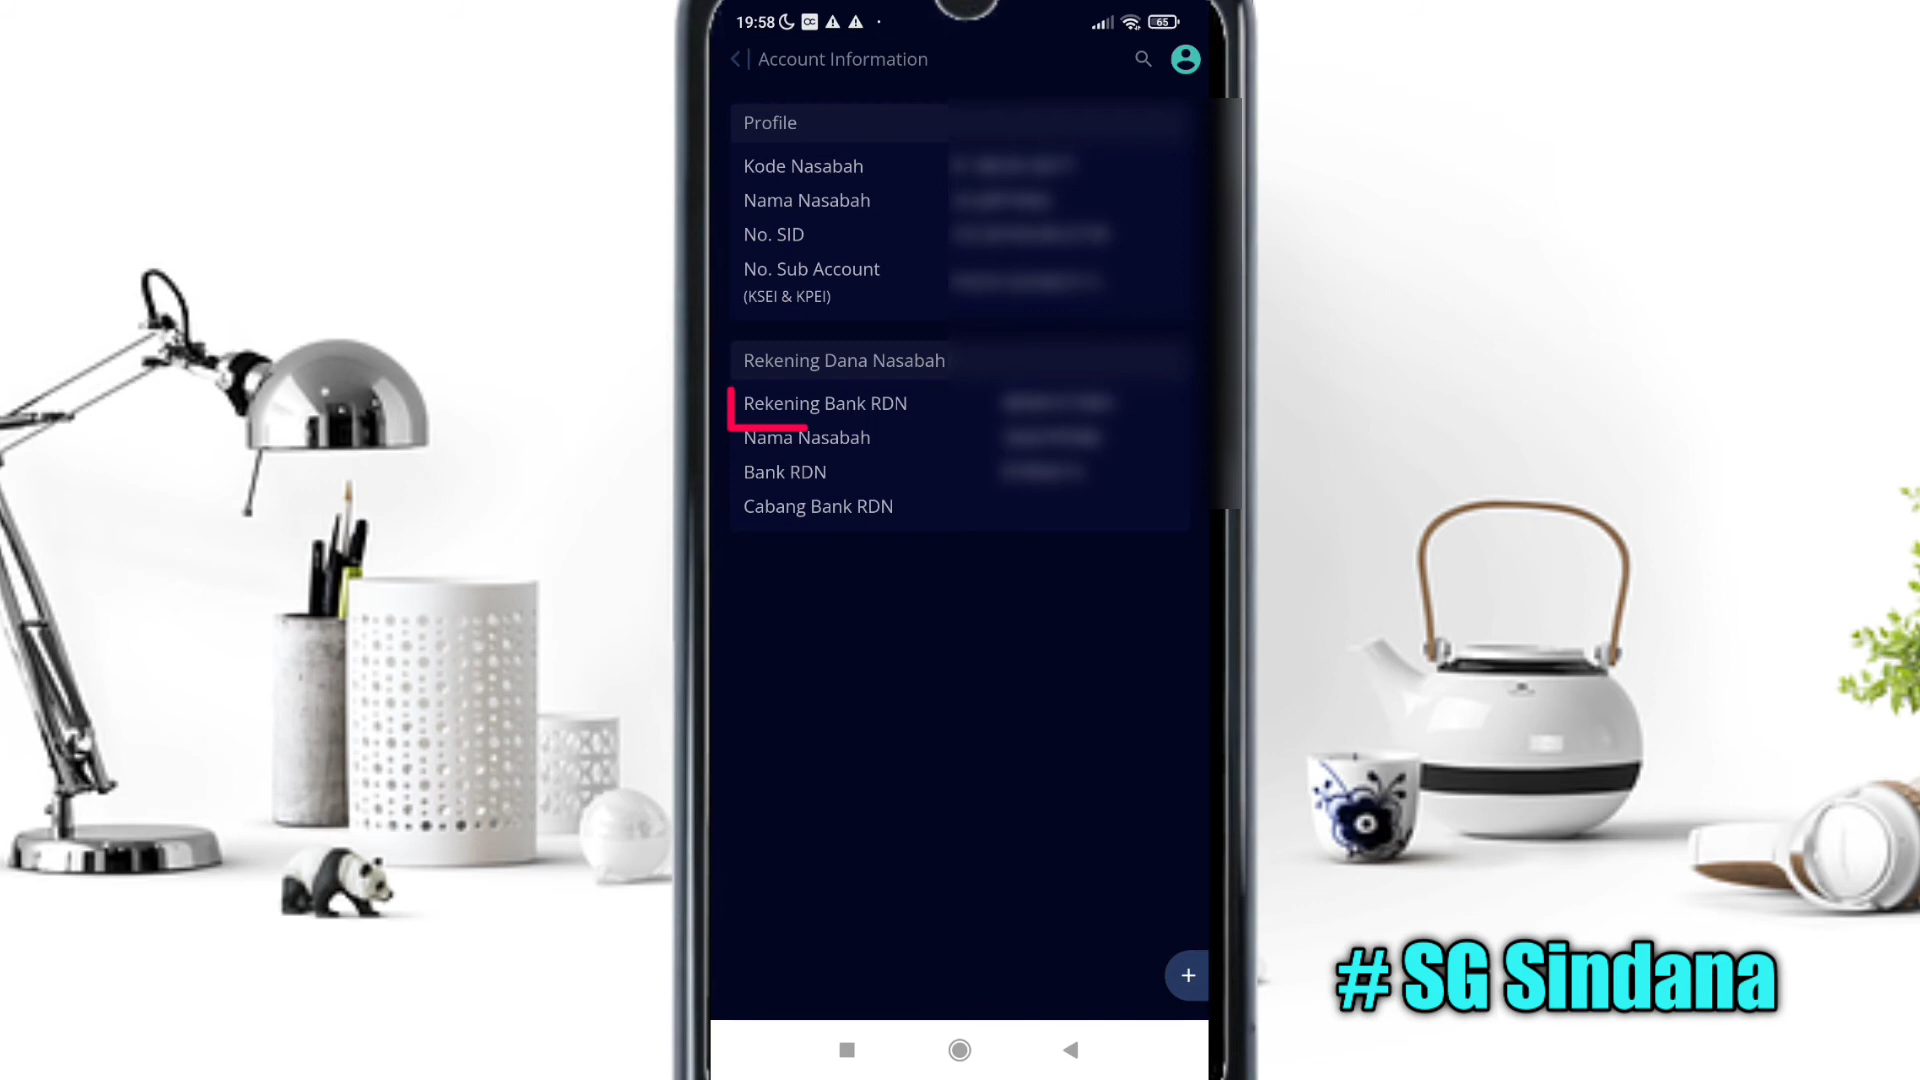 19:58
65
Account Information
Profile
Kode Nasabah
Nama Nasabah
No. SID
No. Sub Account
(KSEI & KPEI)
Rekening Dana Nasabah
Rekening Bank RDN
Nama Nasabah
Bank RDN
Cabang Bank RDN
+
# SG Sindana